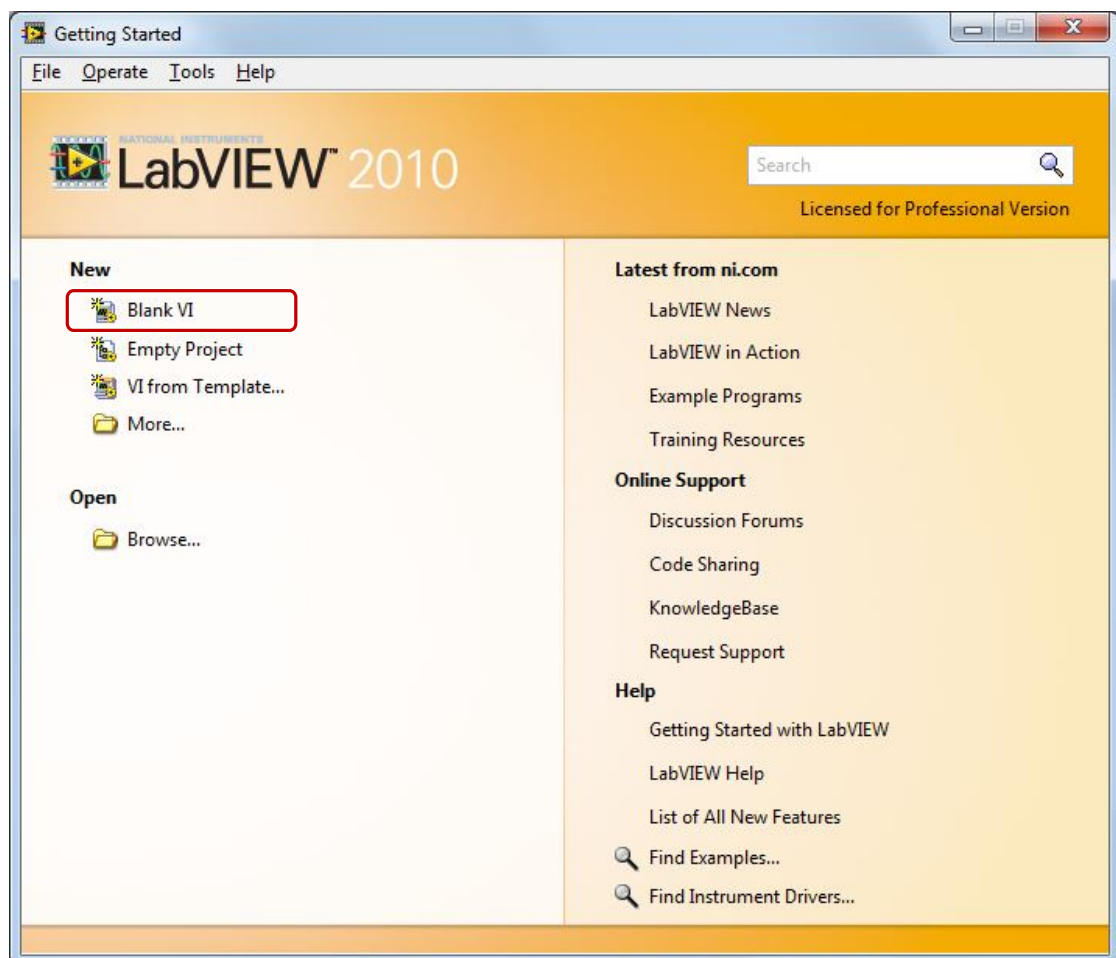 Getting Started
File Operate Tools Help
NATIONAL INSTRUMENTS
LabVIEW™ 2010
Search
Licensed for Professional Version
New
Blank VI
Empty Project
VI from Template...
More...
Open
Browse...
Latest from ni.com
LabVIEW News
LabVIEW in Action
Example Programs
Training Resources
Online Support
Discussion Forums
Code Sharing
KnowledgeBase
Request Support
Help
Getting Started with LabVIEW
LabVIEW Help
List of All New Features
Find Examples...
Find Instrument Drivers...